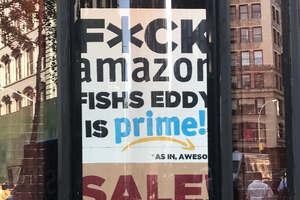 F*CK
amazon
FISHS EDDY
IS prime!
*AS IN, AWESO
SALE!